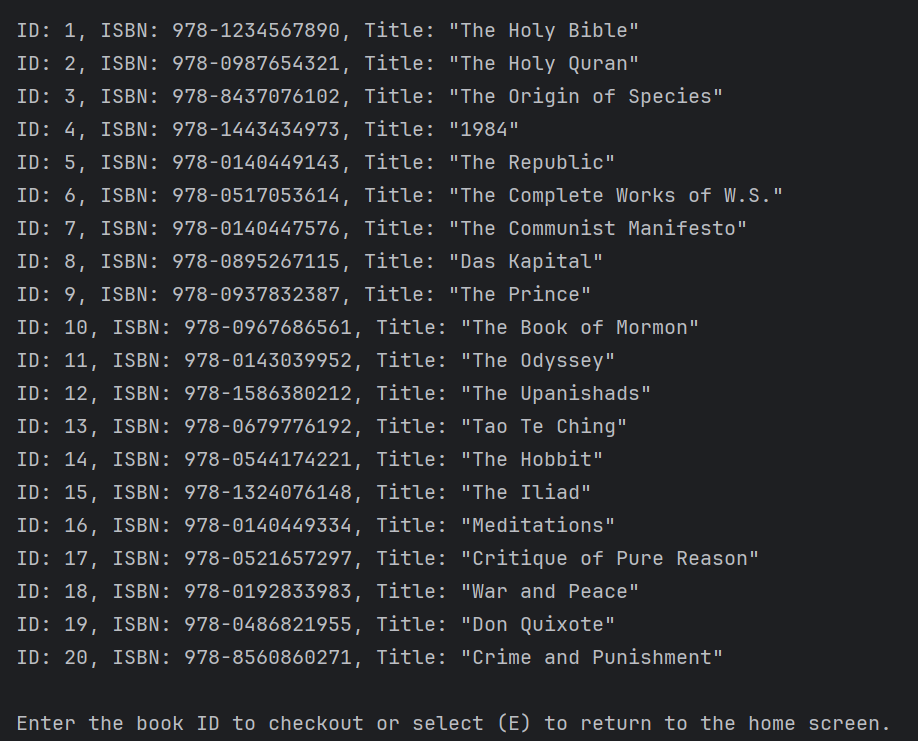 ID: 1, ISBN: 978-1234567890, Title: "The Holy Bible"
ID: 2, ISBN: 978-0987654321, Title: "The Holy Quran"
ID: 3, ISBN: 978-8437076102, Title: "The Origin of Species"
ID: 4, ISBN: 978-1443434973, Title: "1984"
ID: 5, ISBN: 978-0140449143, Title: "The Republic"
ID: 6, ISBN: 978-0517053614, Title: "The Complete Works of W.S."
ID: 7, ISBN: 978-0140447576, Title: "The Communist Manifesto"
ID: 8, ISBN: 978-0895267115, Title: "Das Kapital"
ID: 9, ISBN: 978-0937832387, Title: "The Prince"
ID: 10, ISBN: 978-0967686561, Title: "The Book of Mormon"
ID: 11, ISBN: 978-0143039952, Title: "The Odyssey"
ID: 12, ISBN: 978-1586380212, Title: "The Upanishads"
ID: 13, ISBN: 978-0679776192, Title: "Tao Te Ching"
ID: 14, ISBN: 978-0544174221, Title: "The Hobbit"
ID: 15, ISBN: 978-1324076148, Title: "The Iliad"
ID: 16, ISBN: 978-0140449334, Title: "Meditations"
ID: 17, ISBN: 978-0521657297, Title: "Critique of Pure Reason"
ID: 18, ISBN: 978-0192833983, Title: "War and Peace"
ID: 19, ISBN: 978-0486821955, Title: "Don Quixote"
ID: 20, ISBN: 978-8560860271, Title: "Crime and Punishment"
Enter the book ID to checkout or select (E) to return to the home screen.